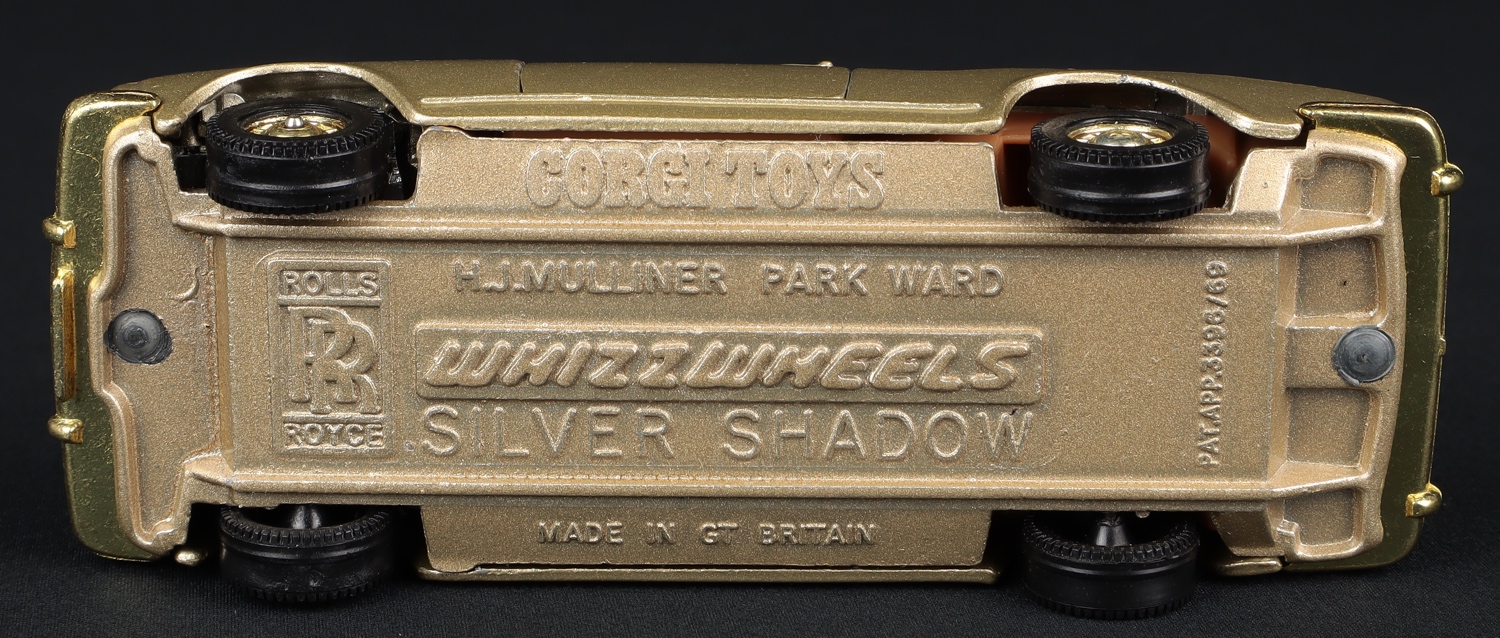 CORGI TOYS
ROLLS
RR
ROYCE
H.J.MULLINER PARK WARD
WHIZZWHEELS
SILVER SHADOW
PAT.APP.3396/69
MADE IN GT BRITAIN